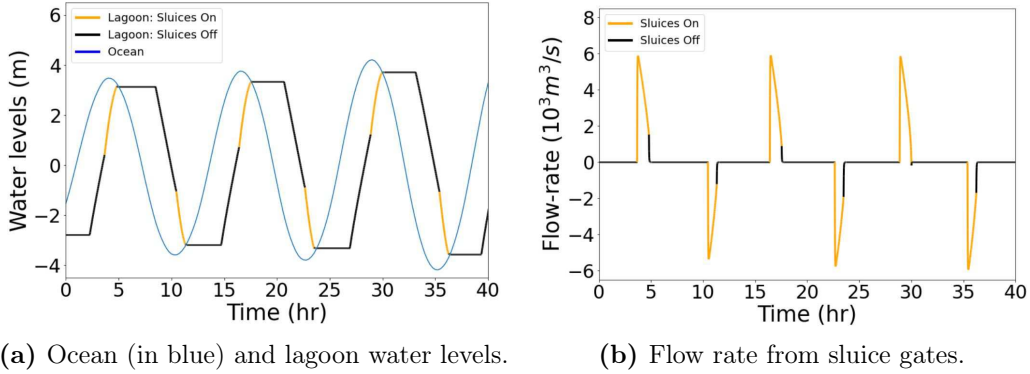 Lagoon: Sluices On
Lagoon: Sluices Off
Ocean
Water levels (m)
4
2
0
−2
−4
0 5 10 15 20 25 30 35 40
Time (hr)
Sluices On
Sluices Off
Flow-rate (10³m³/s)
8
6
4
2
0
−2
−4
−6
0 5 10 15 20 25 30 35 40
Time (hr)
(a) Ocean (in blue) and lagoon water levels.
(b) Flow rate from sluice gates.